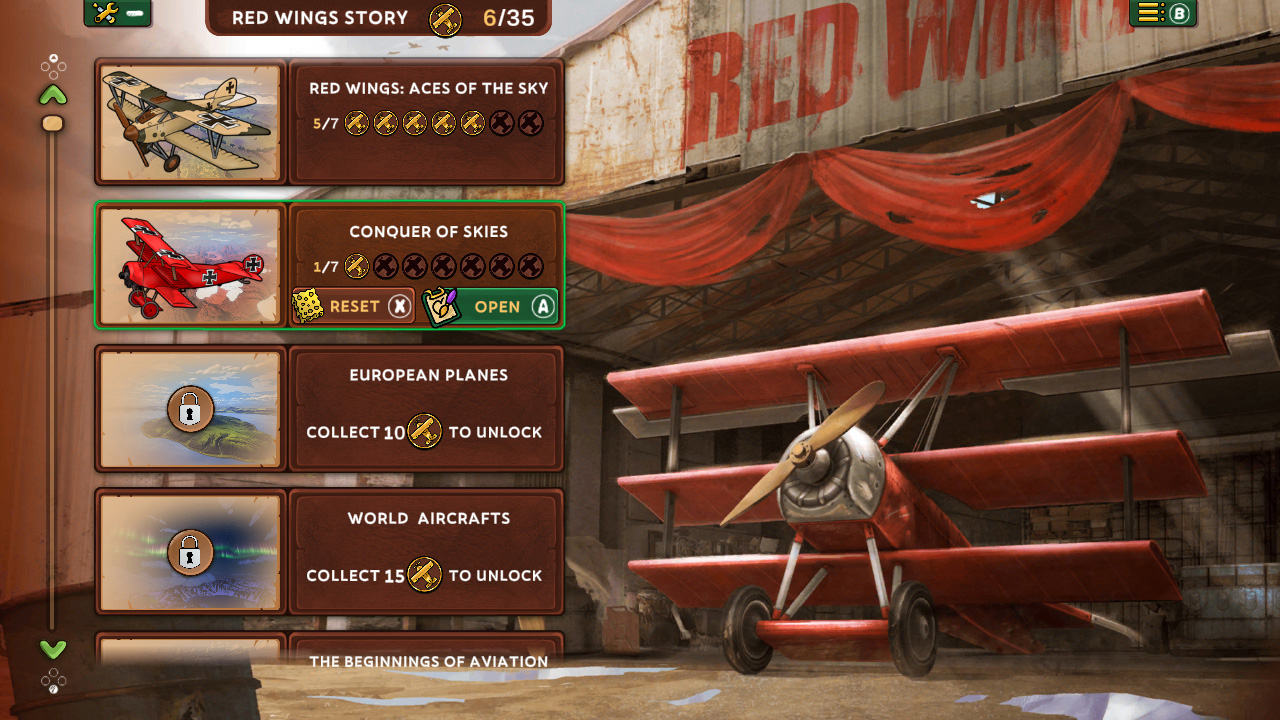 RED WINGS STORY 6/35
B
RED WINGS
RED WINGS: ACES OF THE SKY
5/7
CONQUER OF SKIES
1/7
RESET X OPEN A
EUROPEAN PLANES
COLLECT 10 TO UNLOCK
WORLD AIRCRAFTS
COLLECT 15 TO UNLOCK
THE BEGINNINGS OF AVIATION